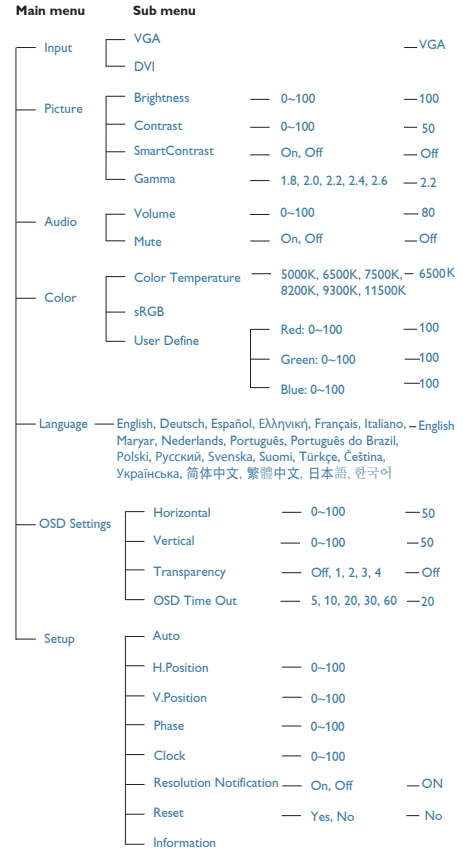 Main menu Sub menu
Input VGA VGA
DVI
Picture Brightness 0~100 100
Contrast 0~100 50
SmartContrast On, Off Off
Gamma 1.8, 2.0, 2.2, 2.4, 2.6 2.2
Audio Volume 0~100 80
Mute On, Off Off
Color Color Temperature 5000K, 6500K, 7500K, 6500K
8200K, 9300K, 11500K
sRGB
User Define Red: 0~100 100
Green: 0~100 100
Blue: 0~100 100
Language English, Deutsch, Español, Ελληνική, Français, Italiano, English
Maryar, Nederlands, Português, Português do Brazil,
Polski, Русский, Svenska, Suomi, Türkçe, Čeština,
Українська, 简体中文, 繁體中文, 日本語, 한국어
OSD Settings Horizontal 0~100 50
Vertical 0~100 50
Transparency Off, 1, 2, 3, 4 Off
OSD Time Out 5, 10, 20, 30, 60 20
Setup Auto
H.Position 0~100
V.Position 0~100
Phase 0~100
Clock 0~100
Resolution Notification On, Off ON
Reset Yes, No No
Information